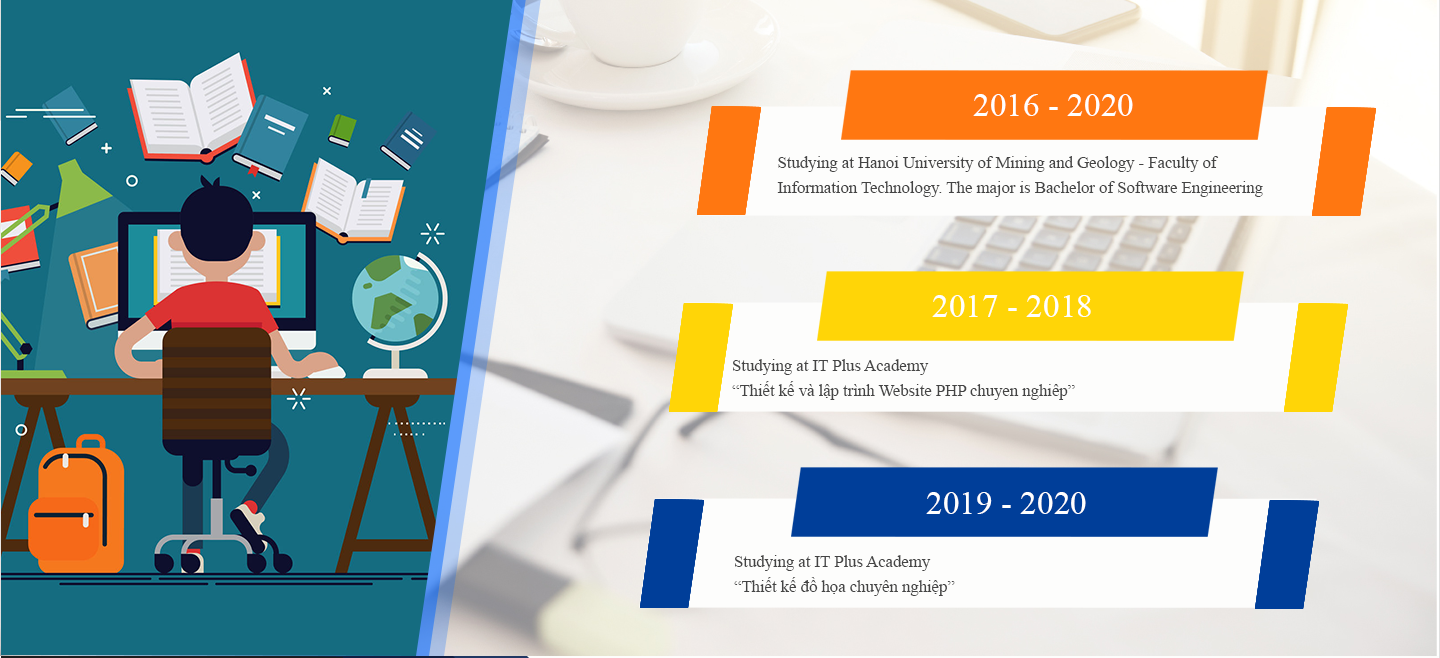 2016 - 2020
Studying at Hanoi University of Mining and Geology - Faculty of
Information Technology. The major is Bachelor of Software Engineering
2017 - 2018
Studying at IT Plus Academy
“Thiết kế và lập trình Website PHP chuyen nghiêp”
2019 - 2020
Studying at IT Plus Academy
“Thiết kế đồ họa chuyên nghiệp”